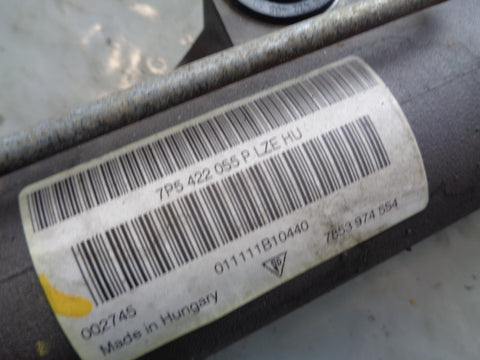 7P5 422 055 P LZE HU
011111B10440
7853 974 554
002745
Made in Hungary